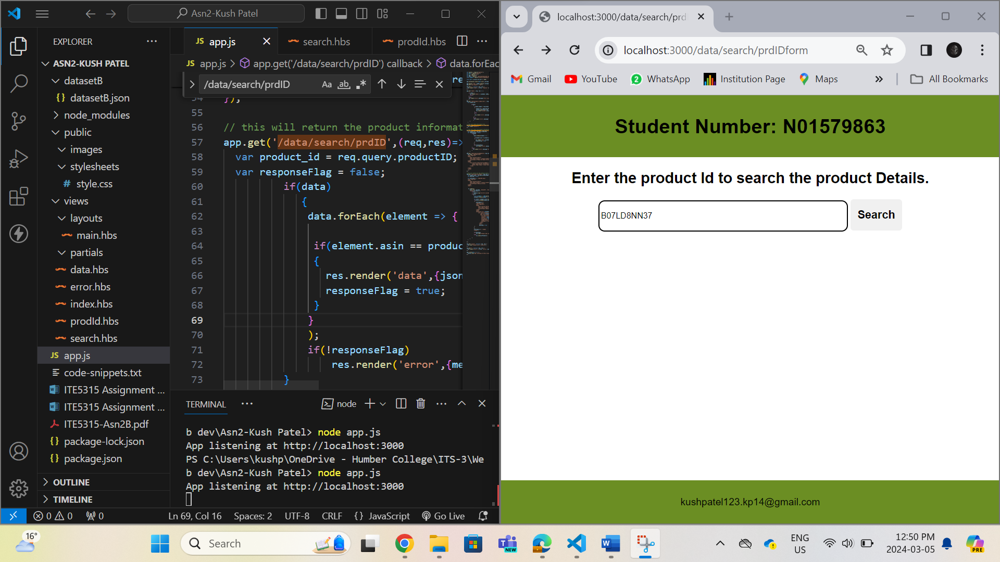 Asn2-Kush Patel
EXPLORER
ASN2-KUSH PATEL
datasetB
{} datasetB.json
node_modules
public
images
stylesheets
# style.css
views
layouts
main.hbs
partials
data.hbs
error.hbs
index.hbs
prodId.hbs
search.hbs
JS app.js
code-snippets.txt
ITE5315 Assignment ...
ITE5315 Assignment ...
ITE5315-Asn2B.pdf
{} package-lock.json
{} package.json
OUTLINE
TIMELINE
JS app.js
search.hbs
prodId.hbs
JS app.js > app.get('/data/search/prdID') callback > data.forEac
/data/search/prdID Aa ab
re
54 });
55
56 // this will return the product informat
57 app.get('/data/search/prdID',(req,res)=>
58 var product_id = req.query.productID;
59 var responseFlag = false;
60 if(data)
61 {
62 data.forEach(element => {
63
64 if(element.asin == produc
65 {
66 res.render('data',{json
67 responseFlag = true;
68 }
69 }
70 );
71 if(!responseFlag)
72 res.render('error',{me
73 }
TERMINAL
node
b dev\Asn2-Kush Patel> node app.js
App listening at http://localhost:3000
PS C:\Users\kushp\OneDrive - Humber College\ITS-3\We
b dev\Asn2-Kush Patel> node app.js
App listening at http://localhost:3000
0 0 0 Ln 69, Col 16 Spaces: 2 UTF-8 CRLF {} JavaScript Go Live
localhost:3000/data/search/prd
localhost:3000/data/search/prdIDform
Gmail YouTube WhatsApp Institution Page Maps All Bookmarks
2
Student Number: N01579863
Enter the product Id to search the product Details.
B07LD8NN37 Search
kushpatel123.kp14@gmail.com
16°
Search
NEW
ENG
US
12:50 PM
2024-03-05
PRE